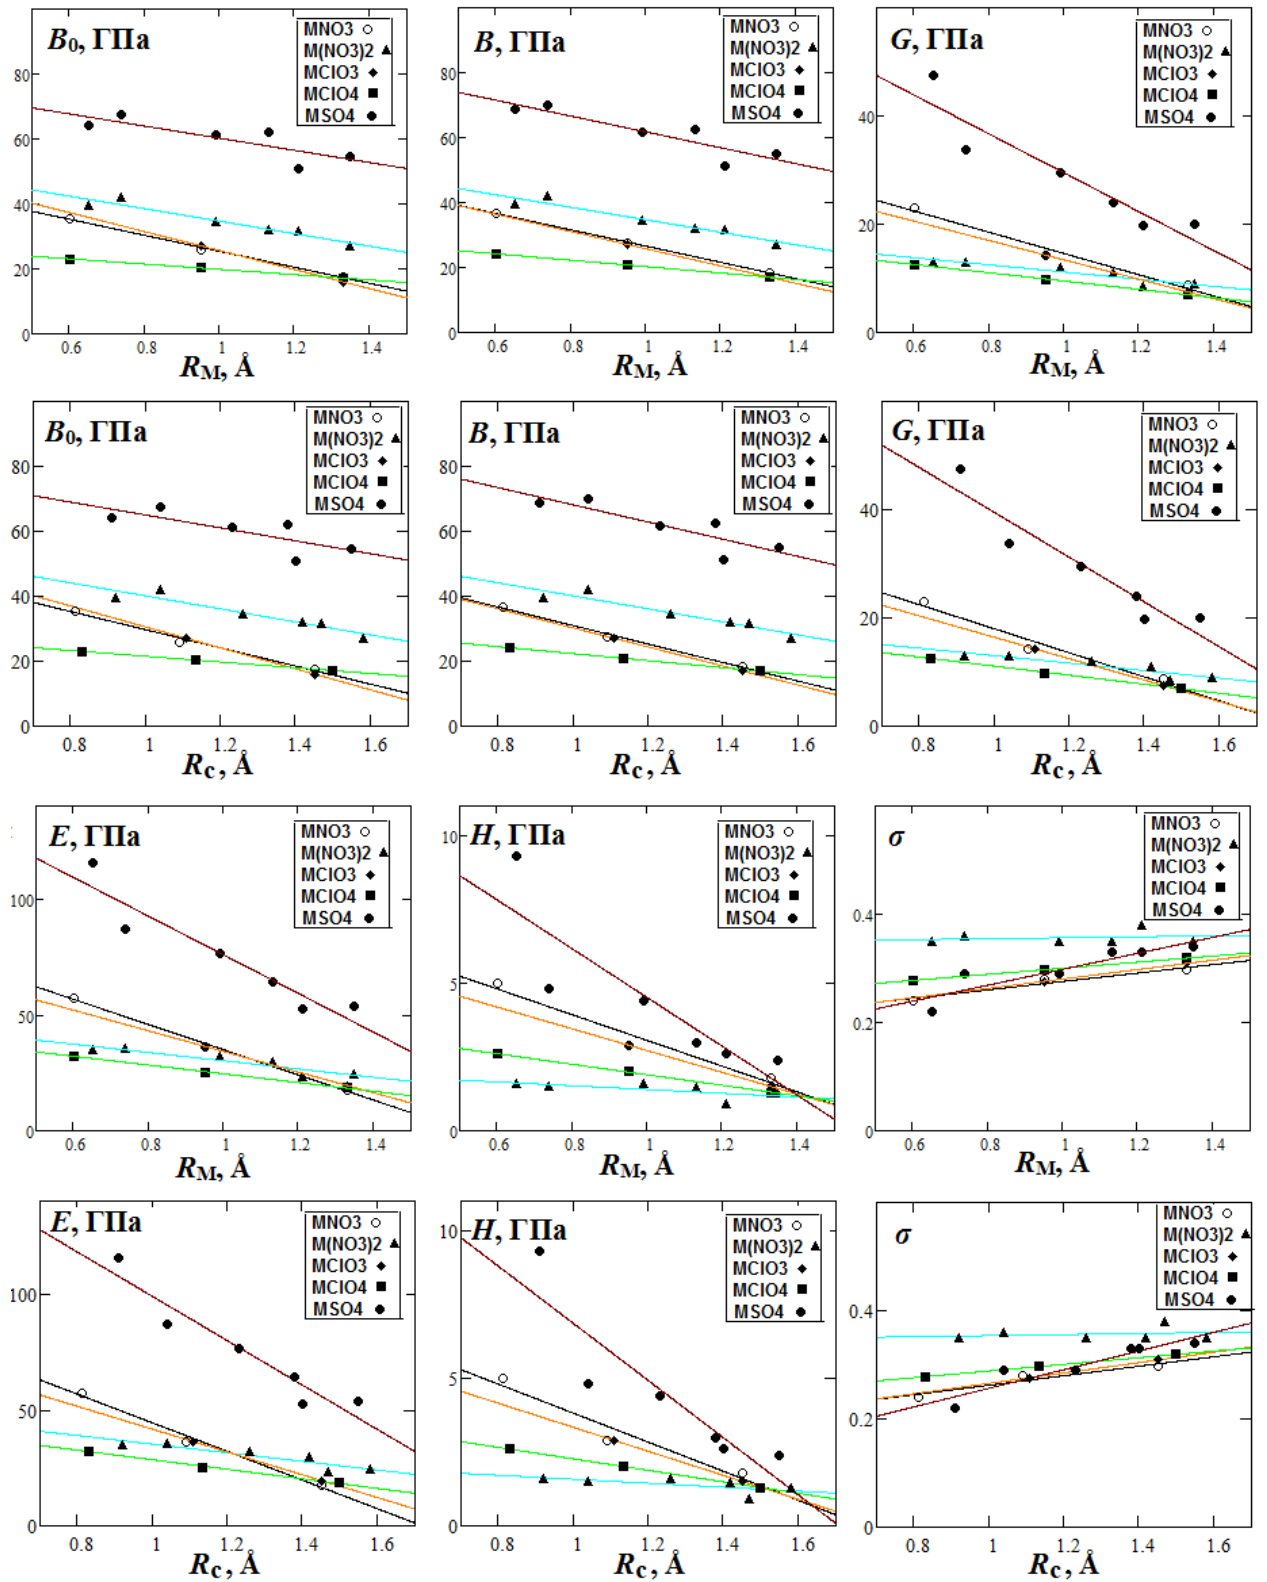 B0, ГПа
MNO3
M(NO3)2
MClO3
MClO4
MSO4
80
60
40
20
0
0.6 0.8 1 1.2 1.4
RM, Å
B, ГПа
MNO3
M(NO3)2
MClO3
MClO4
MSO4
80
60
40
20
0
0.6 0.8 1 1.2 1.4
RM, Å
G, ГПа
MNO3
M(NO3)2
MClO3
MClO4
MSO4
40
20
0
0.6 0.8 1 1.2 1.4
RM, Å
B0, ГПа
MNO3
M(NO3)2
MClO3
MClO4
MSO4
80
60
40
20
0
0.8 1 1.2 1.4 1.6
Rc, Å
B, ГПа
MNO3
M(NO3)2
MClO3
MClO4
MSO4
80
60
40
20
0
0.8 1 1.2 1.4 1.6
Rc, Å
G, ГПа
MNO3
M(NO3)2
MClO3
MClO4
MSO4
40
20
0
0.8 1 1.2 1.4 1.6
Rc, Å
E, ГПа
MNO3
M(NO3)2
MClO3
MClO4
MSO4
100
50
0
0.6 0.8 1 1.2 1.4
RM, Å
H, ГПа
MNO3
M(NO3)2
MClO3
MClO4
MSO4
10
5
0
0.6 0.8 1 1.2 1.4
RM, Å
σ
MNO3
M(NO3)2
MClO3
MClO4
MSO4
0.4
0.2
0
0.6 0.8 1 1.2 1.4
RM, Å
E, ГПа
MNO3
M(NO3)2
MClO3
MClO4
MSO4
100
50
0
0.8 1 1.2 1.4 1.6
Rc, Å
H, ГПа
MNO3
M(NO3)2
MClO3
MClO4
MSO4
10
5
0
0.8 1 1.2 1.4 1.6
Rc, Å
σ
MNO3
M(NO3)2
MClO3
MClO4
MSO4
0.4
0.2
0
0.8 1 1.2 1.4 1.6
Rc, Å